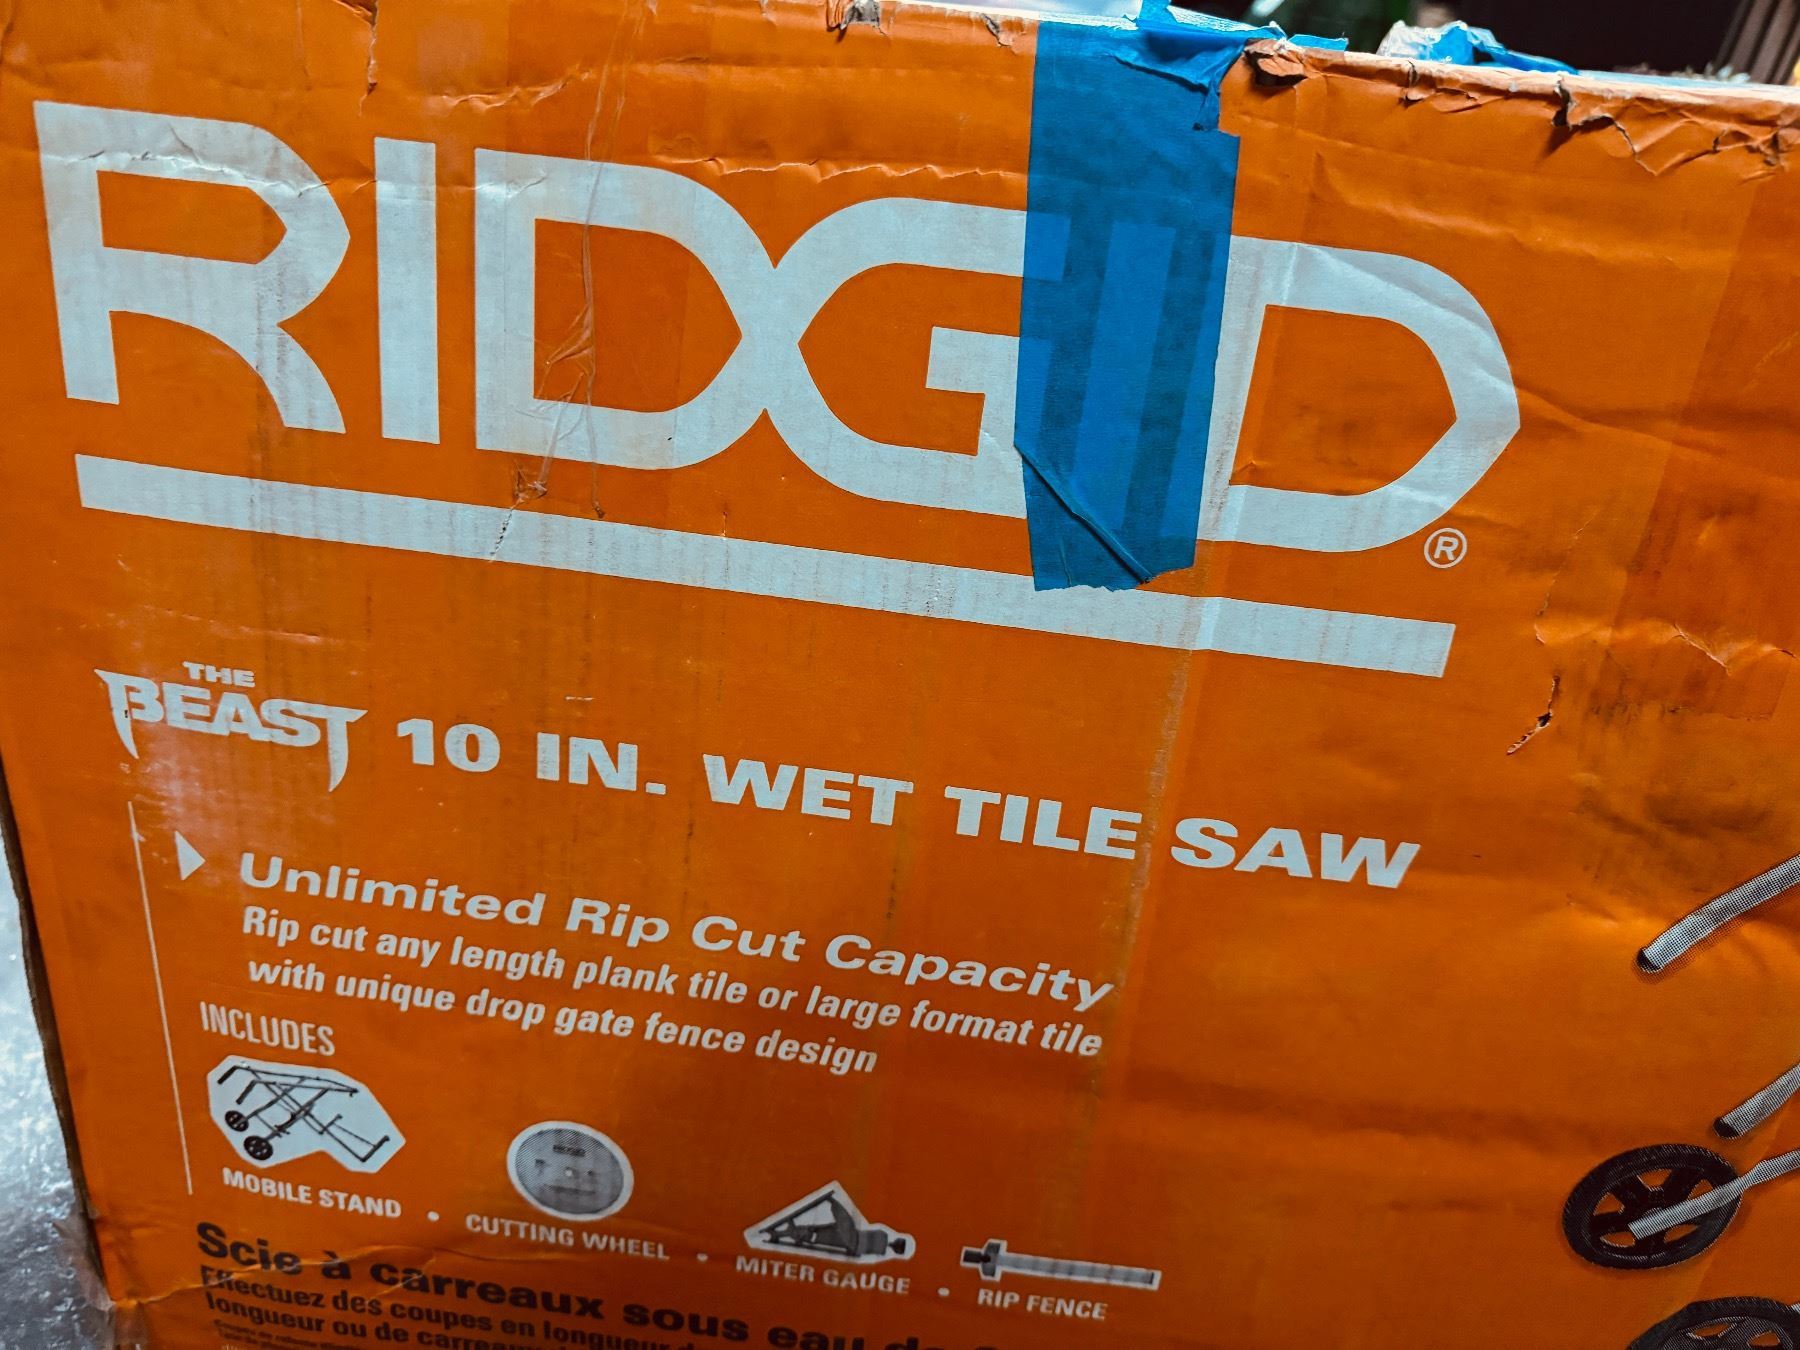 RIDGID®
THE
BEAST 10 IN. WET TILE SAW
Unlimited Rip Cut Capacity
Rip cut any length plank tile or large format tile
with unique drop gate fence design
INCLUDES
MOBILE STAND • CUTTING WHEEL • MITER GAUGE • RIP FENCE
Scie à carreaux sous eau de
Effectuez des coupes en longueur
longueur ou de